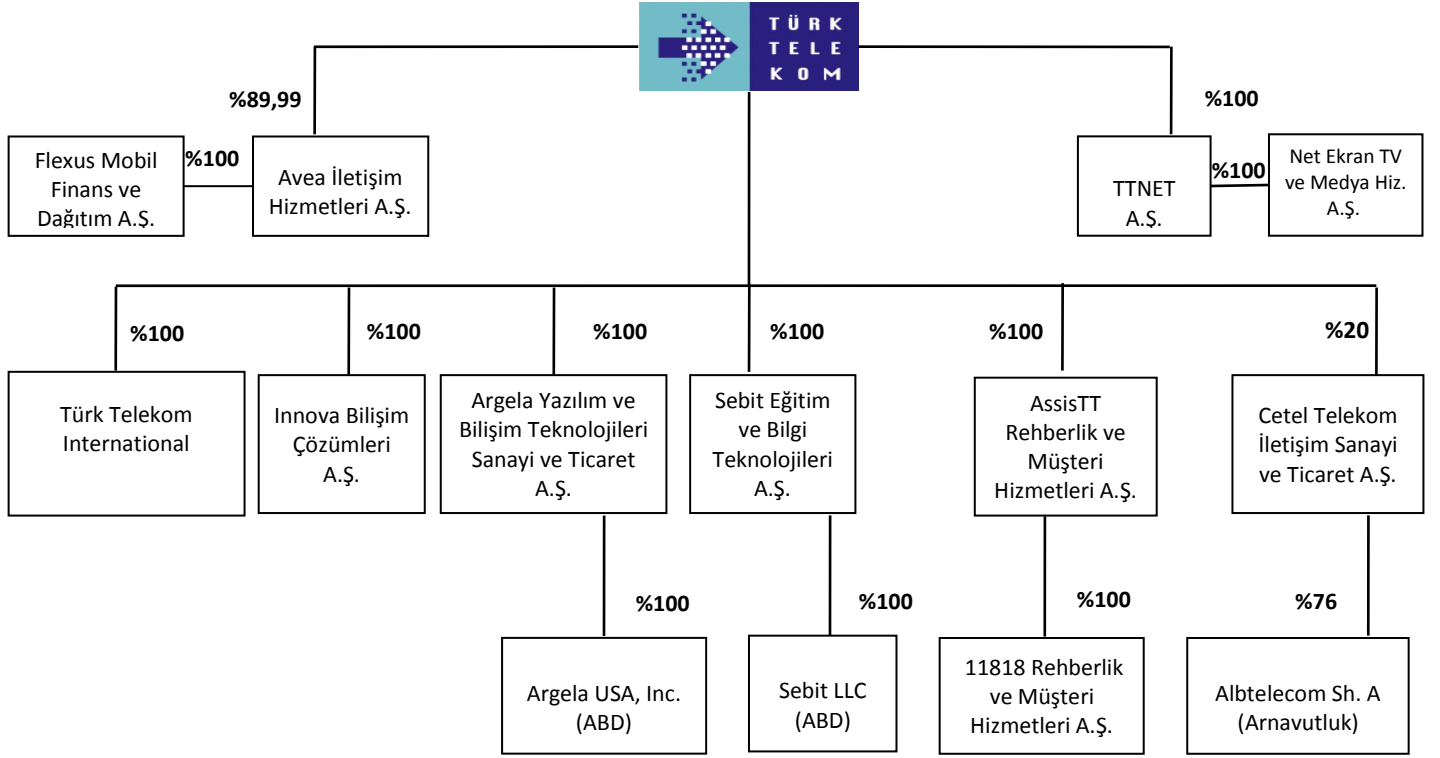 TÜRK
TELE
KOM
%89,99
%100
Flexus Mobil
Finans ve
Dağıtım A.Ş.
%100
Avea İletişim
Hizmetleri A.Ş.
TTNET
A.Ş.
%100
Net Ekran TV
ve Medya Hiz.
A.Ş.
%100
%100
%100
%100
%100
%20
Türk Telekom
International
Innova Bilişim
Çözümleri
A.Ş.
Argela Yazılım ve
Bilişim Teknolojileri
Sanayi ve Ticaret
A.Ş.
Sebit Eğitim
ve Bilgi
Teknolojileri
A.Ş.
AssisTT
Rehberlik ve
Müşteri
Hizmetleri A.Ş.
Cetel Telekom
İletişim Sanayi
ve Ticaret A.Ş.
%100
%100
%100
%76
Argela USA, Inc.
(ABD)
Sebit LLC
(ABD)
11818 Rehberlik
ve Müşteri
Hizmetleri A.Ş.
Albtelecom Sh. A
(Arnavutluk)